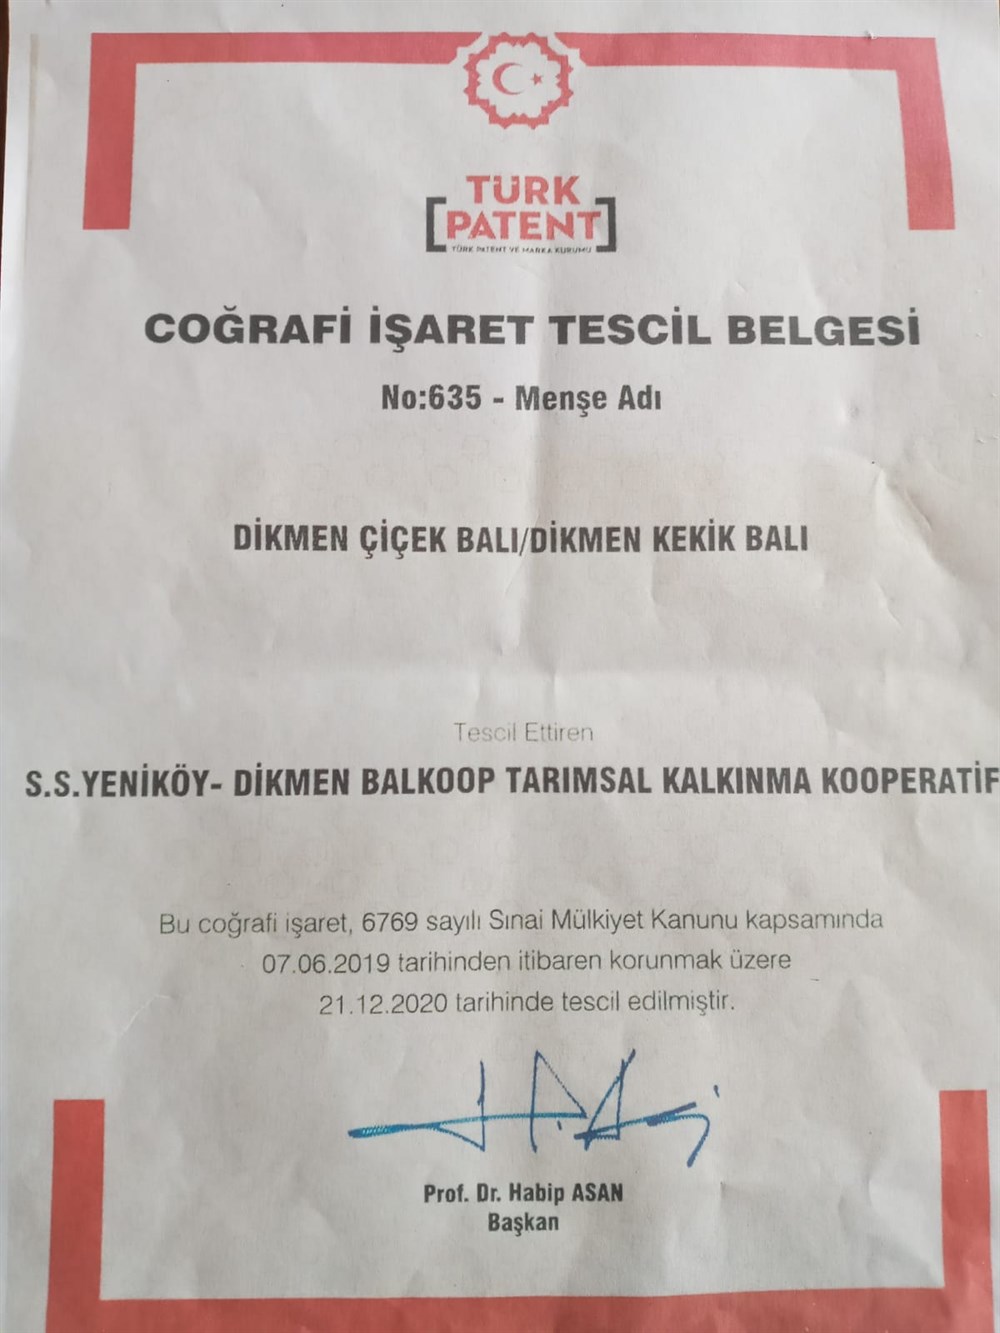 TÜRK
PATENT
TÜRK PATENT VE MARKA KURUMU
COĞRAFİ İŞARET TESCİL BELGESİ
No:635 - Menşe Adı
DİKMEN ÇİÇEK BALI/DİKMEN KEKİK BALI
Tescil Ettiren
S.S.YENİKÖY- DİKMEN BALKOOP TARIMSAL KALKINMA KOOPERATİF
Bu coğrafi işaret, 6769 sayılı Sınai Mülkiyet Kanunu kapsamında
07.06.2019 tarihinden itibaren korunmak üzere
21.12.2020 tarihinde tescil edilmiştir.
Prof. Dr. Habip ASAN
Başkan